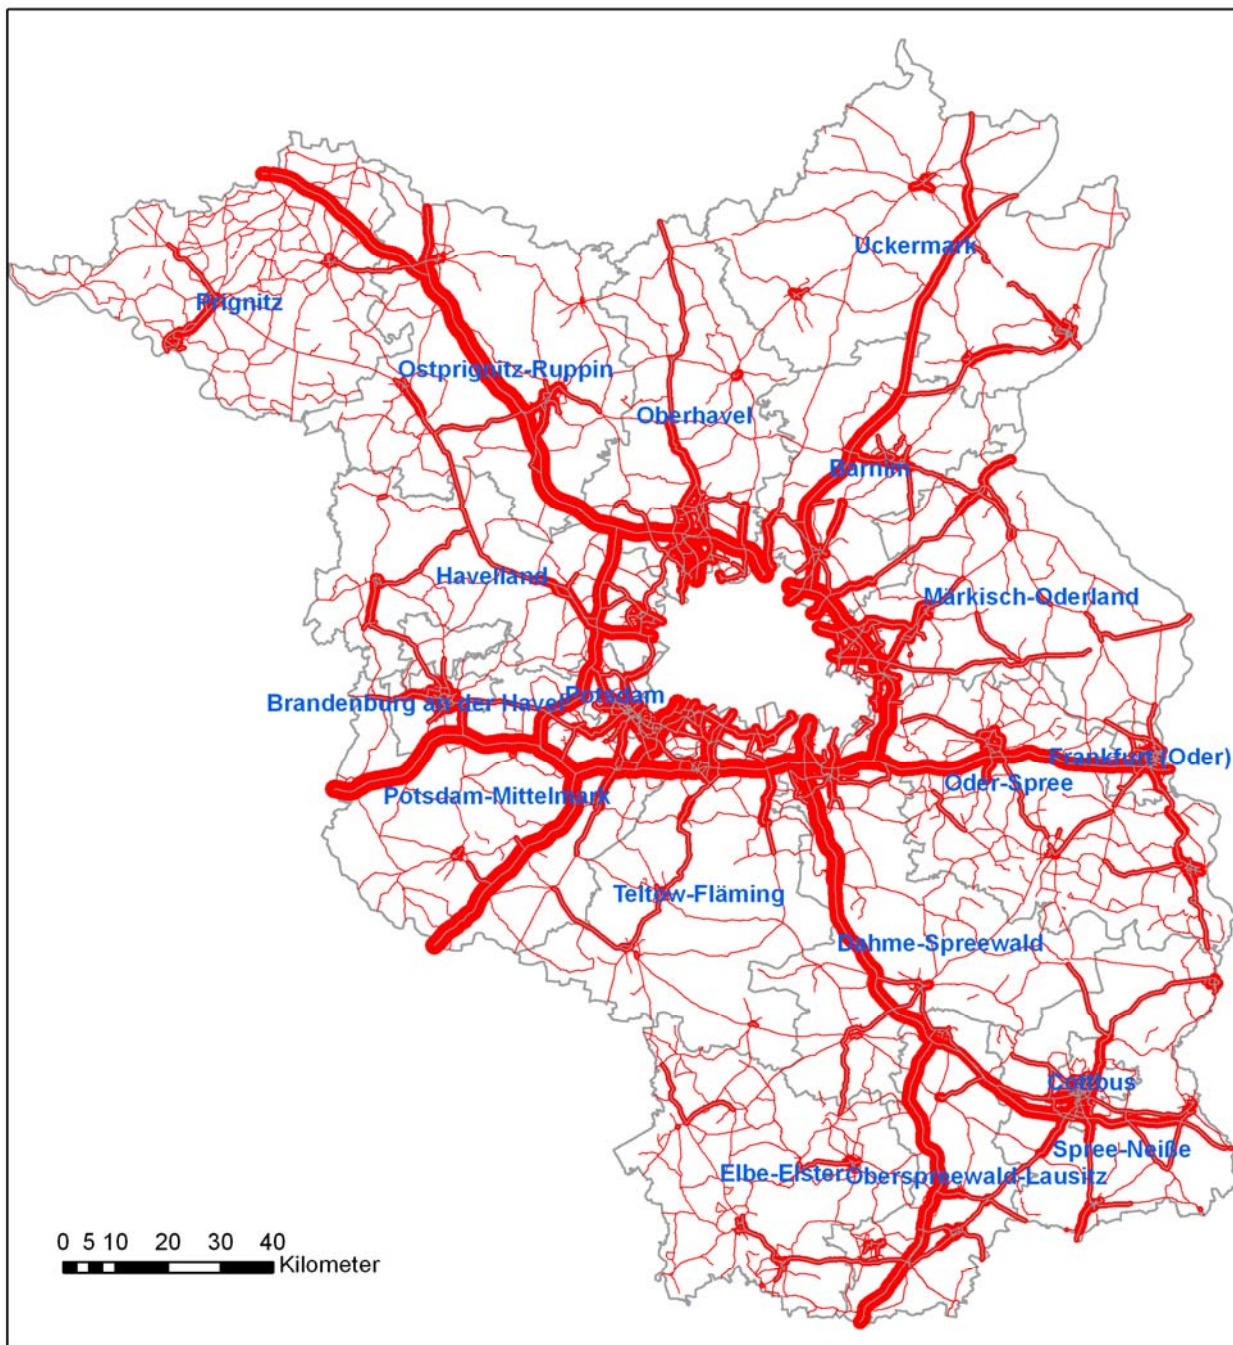 Uckermark
Prignitz
Ostprignitz-Ruppin
Oberhavel
Barnim
Havelland
Märkisch-Oderland
Potsdam
Brandenburg an der Havel
Frankfurt (Oder)
Oder-Spree
Potsdam-Mittelmark
Teltow-Fläming
Dahme-Spreewald
Cottbus
Spree-Neiße
Elbe-Elster
Oberspreewald-Lausitz
0 5 10 20 30 40
Kilometer